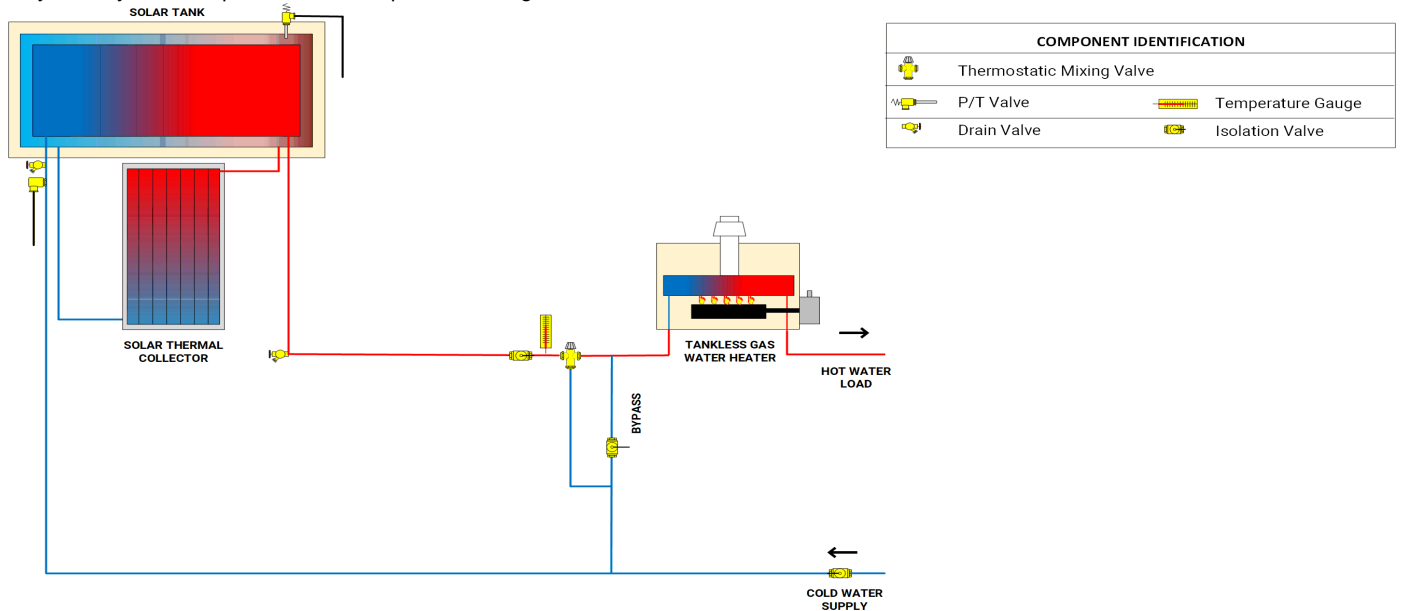 SOLAR TANK
COMPONENT IDENTIFICATION
Thermostatic Mixing Valve
P/T Valve
Temperature Gauge
Drain Valve
Isolation Valve
SOLAR THERMAL
COLLECTOR
TANKLESS GAS
WATER HEATER
HOT WATER
LOAD
BYPASS
COLD WATER
SUPPLY